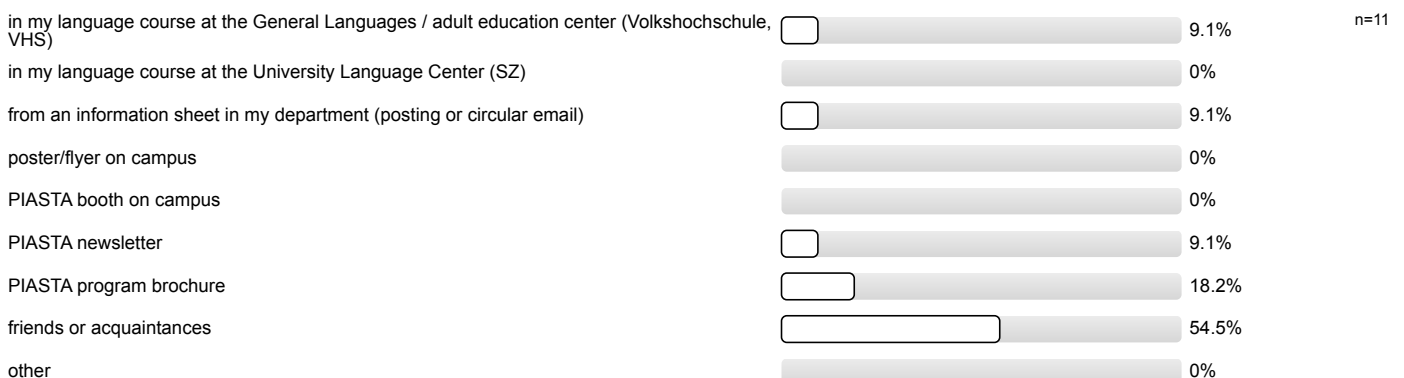 in my language course at the General Languages / adult education center (Volkshochschule,
VHS)
9.1%
n=11
in my language course at the University Language Center (SZ)
0%
from an information sheet in my department (posting or circular email)
9.1%
poster/flyer on campus
0%
PIASTA booth on campus
0%
PIASTA newsletter
9.1%
PIASTA program brochure
18.2%
friends or acquaintances
54.5%
other
0%